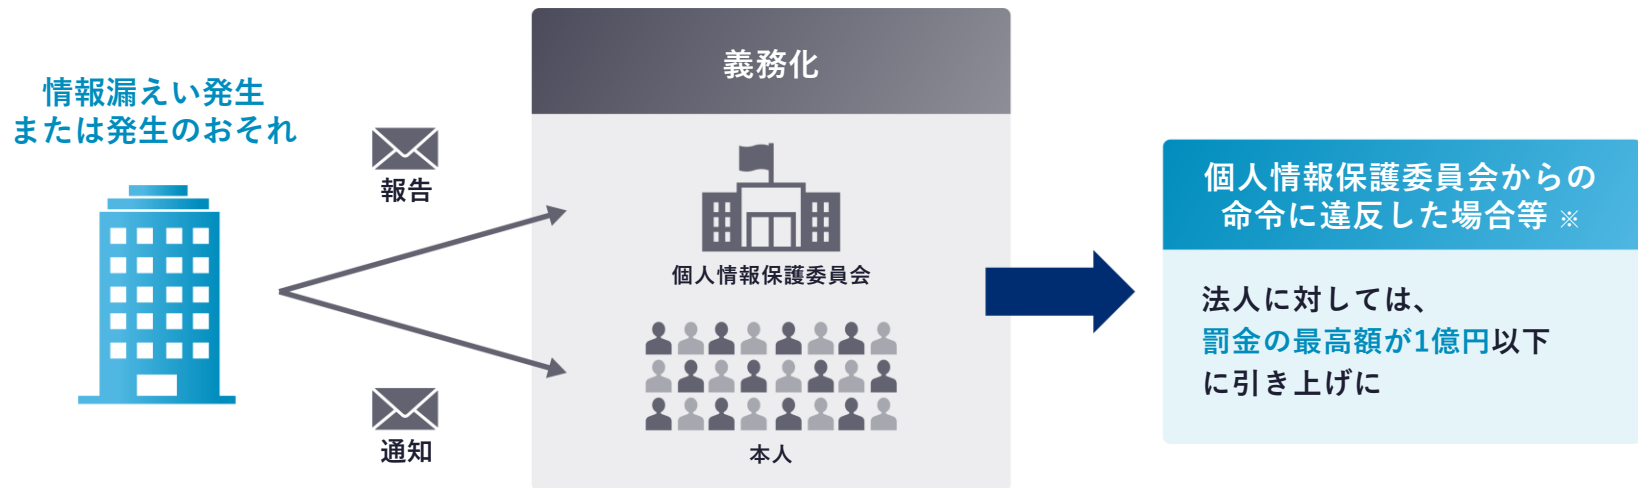 情報漏えい発生
または発生のおそれ
報告
通知
義務化
個人情報保護委員会
本人
個人情報保護委員会からの
命令に違反した場合等 ※
法人に対しては、
罰金の最高額が1億円以下
に引き上げに